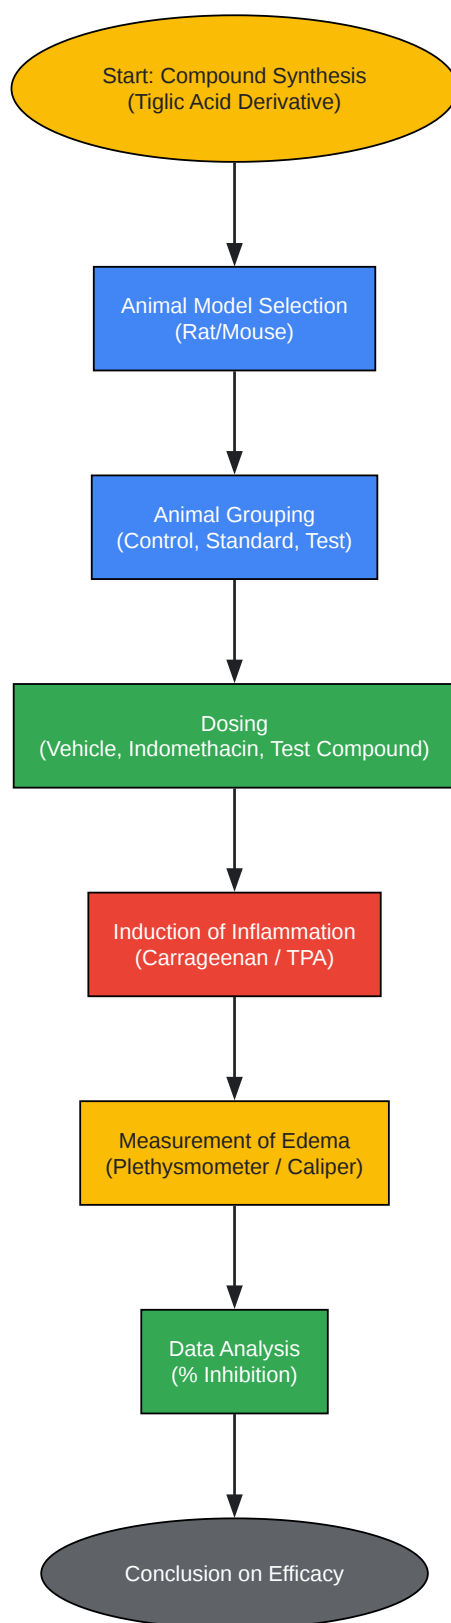 Start: Compound Synthesis
(Tiglic Acid Derivative)
Animal Model Selection
(Rat/Mouse)
Animal Grouping
(Control, Standard, Test)
Dosing
(Vehicle, Indomethacin, Test Compound)
Induction of Inflammation
(Carrageenan / TPA)
Measurement of Edema
(Plethysmometer / Caliper)
Data Analysis
(% Inhibition)
Conclusion on Efficacy